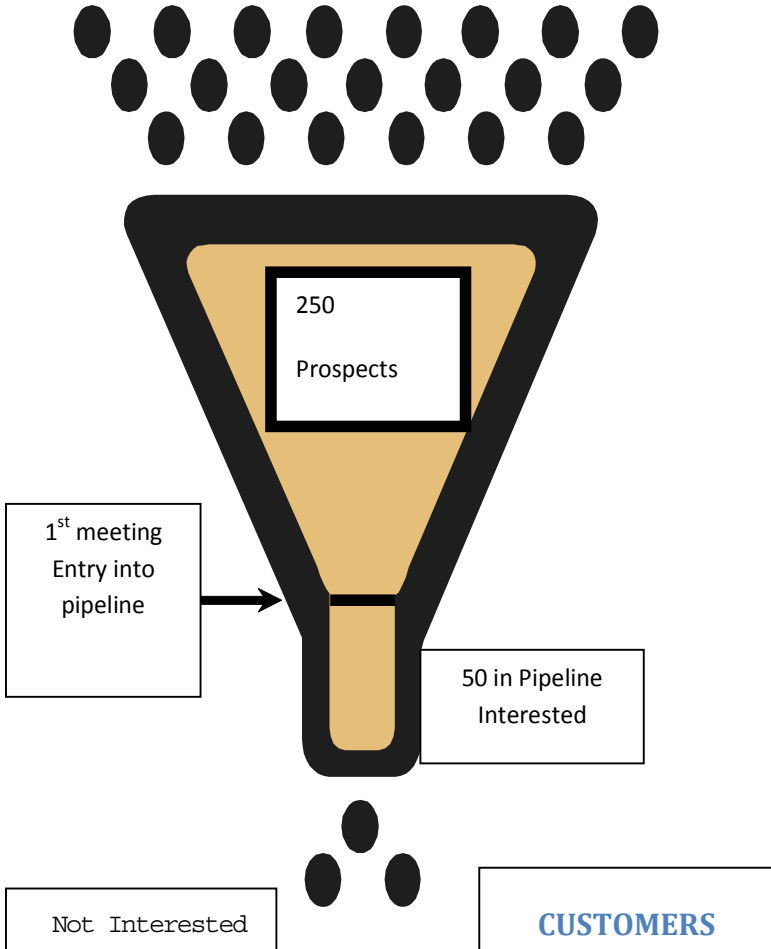 250
Prospects
1st meeting
Entry into
pipeline
50 in Pipeline
Interested
Not Interested
CUSTOMERS